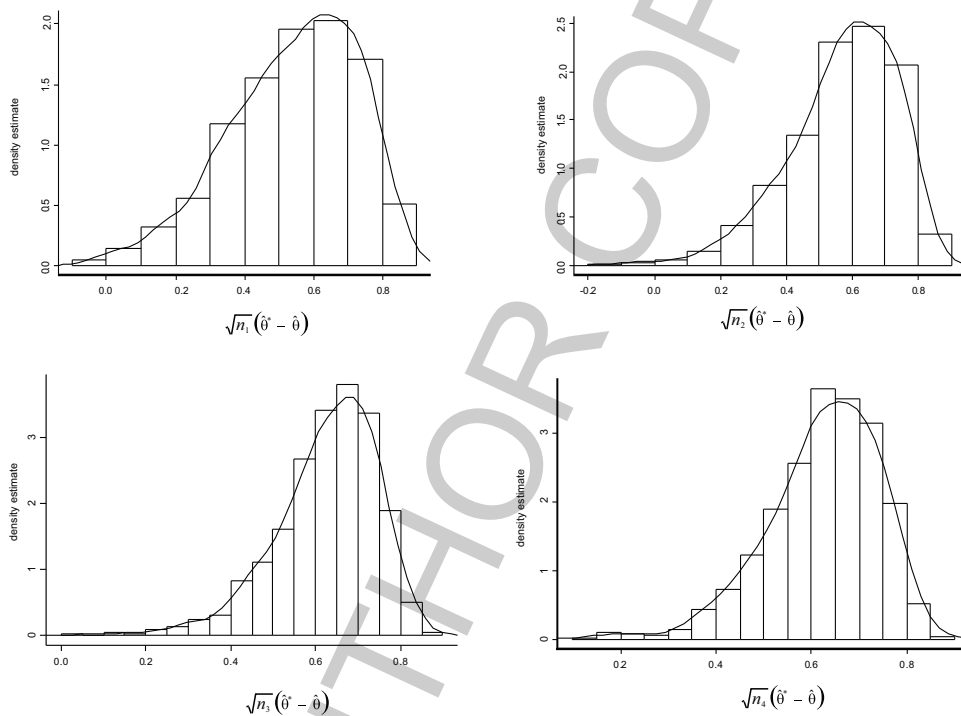 density estimate
2.0
1.5
1.0
0.5
0.0
0.0 0.2 0.4 0.6 0.8
√n₁(θ̂* − θ̂)
density estimate
2.5
2.0
1.5
1.0
0.5
0.0
-0.2 0.0 0.2 0.4 0.6 0.8
√n₂(θ̂* − θ̂)
density estimate
3
2
1
0
0.0 0.2 0.4 0.6 0.8
√n₃(θ̂* − θ̂)
density estimate
3
2
1
0
0.2 0.4 0.6 0.8
√n₄(θ̂* − θ̂)
THOR COP